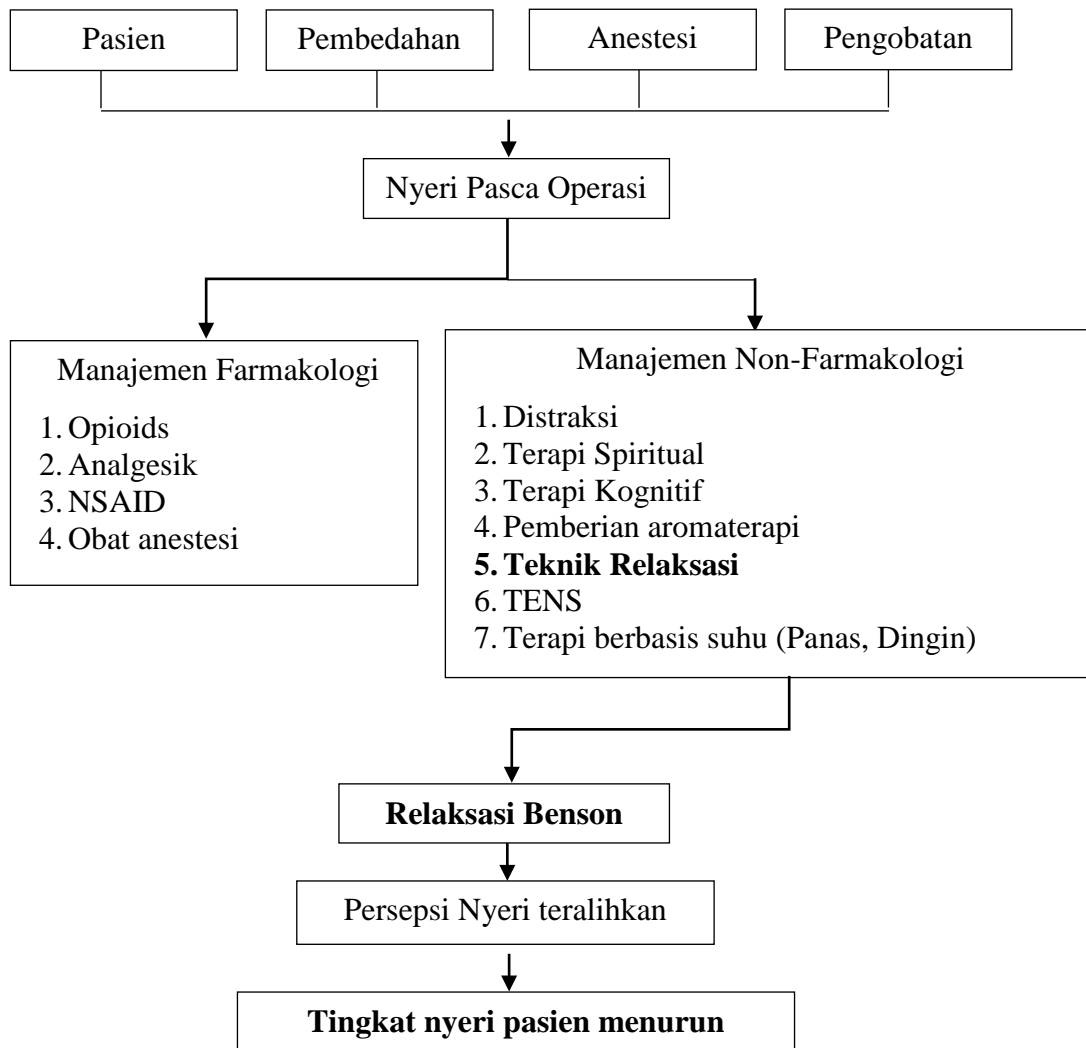 Pasien
Pembedahan
Anestesi
Pengobatan
Nyeri Pasca Operasi
Manajemen Farmakologi
1. Opioids
2. Analgesik
3. NSAID
4. Obat anestesi
Manajemen Non-Farmakologi
1. Distraksi
2. Terapi Spiritual
3. Terapi Kognitif
4. Pemberian aromaterapi
5. Teknik Relaksasi
6. TENS
7. Terapi berbasis suhu (Panas, Dingin)
Relaksasi Benson
Persepsi Nyeri teralihkan
Tingkat nyeri pasien menurun